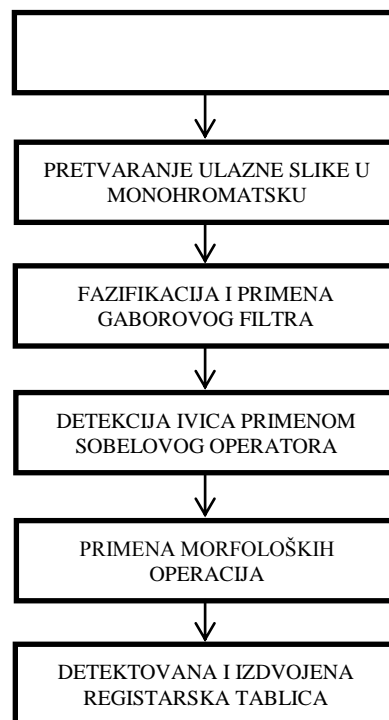 PRETVARANJE ULAZNE SLIKE U
MONOHROMATSKU
FAZIFIKACIJA I PRIMENA
GABOROVOG FILTRA
DETEKCIJA IVICA PRIMENOM
SOBELOVOG OPERATORA
PRIMENA MORFOLOŠKIH
OPERACIJA
DETEKTOVANA I IZDVOJENA
REGISTARSKA TABLICA